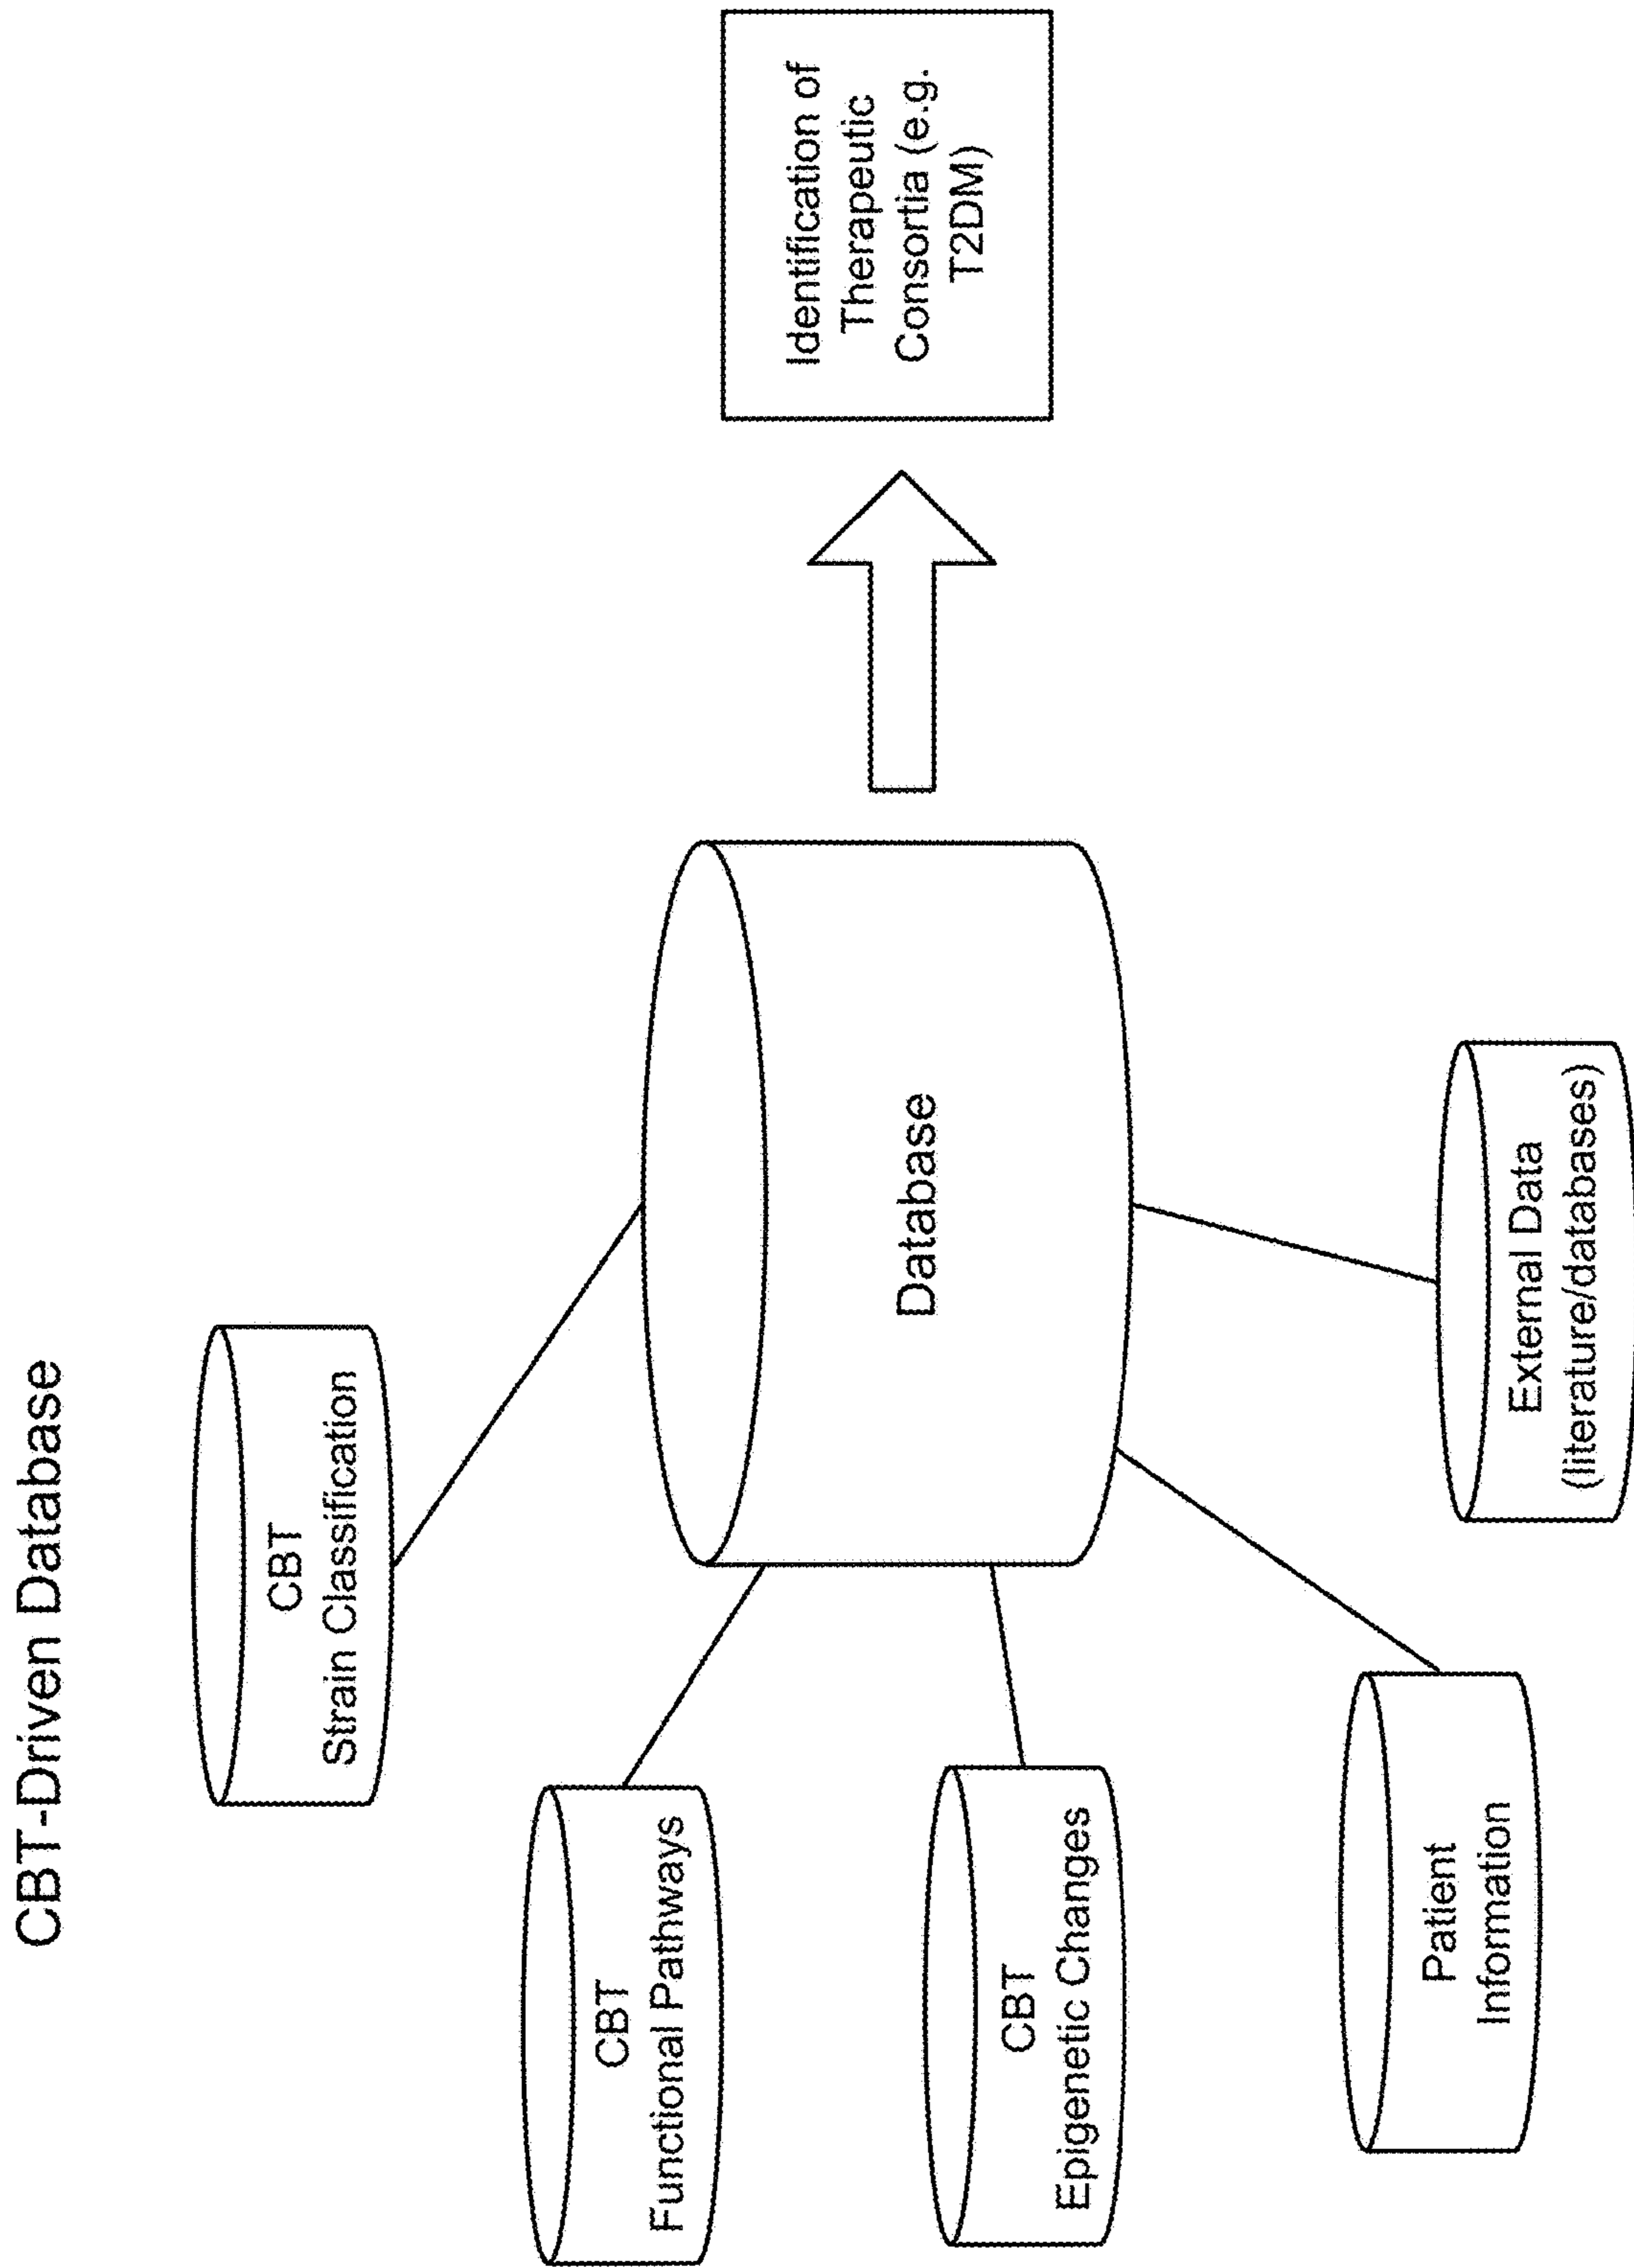 CBT-Driven Database
CBT
Strain Classification
CBT
Functional Pathways
CBT
Epigenetic Changes
Patient
Information
External Data
(literature/databases)
Database
Identification of
Therapeutic
Consortia (e.g.
T2DM)